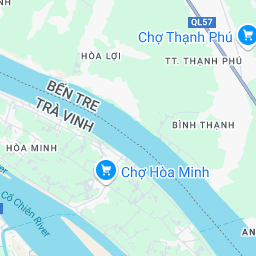 QL57
Chợ Thạnh Phú
HÒA LỢI
TT. THẠNH PHÚ
BẾN TRE
TRÀ VINH
BÌNH THẠNH
HÒA MINH
Chợ Hòa Minh
River
Cổ Chiên River
AN